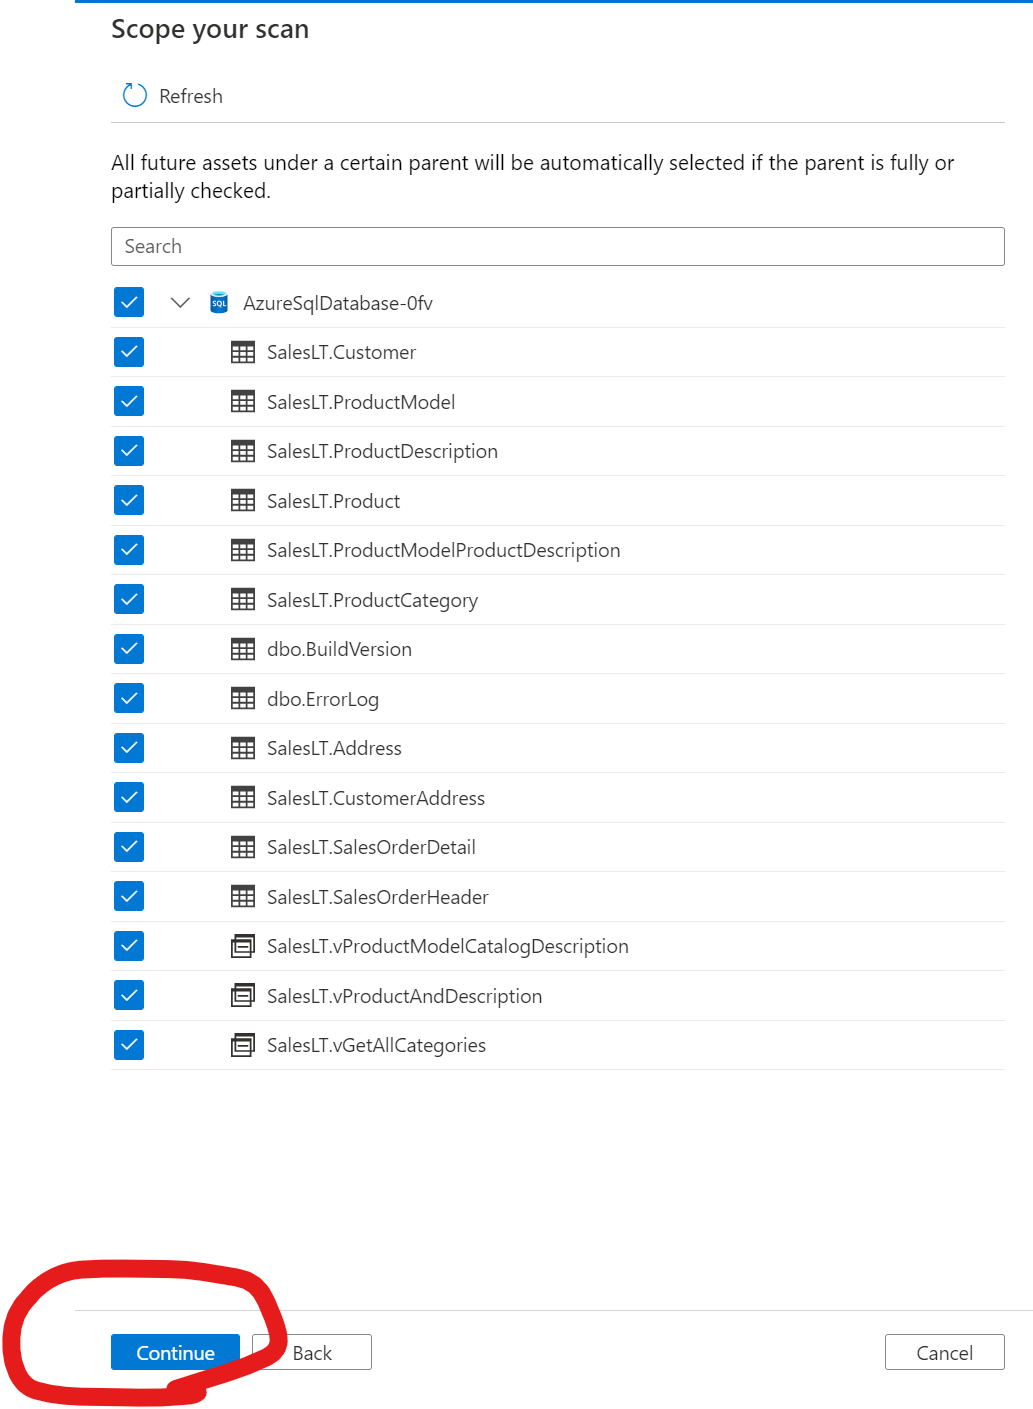 Scope your scan
Refresh
All future assets under a certain parent will be automatically selected if the parent is fully or
partially checked.
Search
SQL AzureSqlDatabase-0fv
SalesLT.Customer
SalesLT.ProductModel
SalesLT.ProductDescription
SalesLT.Product
SalesLT.ProductModelProductDescription
SalesLT.ProductCategory
dbo.BuildVersion
dbo.ErrorLog
SalesLT.Address
SalesLT.CustomerAddress
SalesLT.SalesOrderDetail
SalesLT.SalesOrderHeader
SalesLT.vProductModelCatalogDescription
SalesLT.vProductAndDescription
SalesLT.vGetAllCategories
Continue Back Cancel